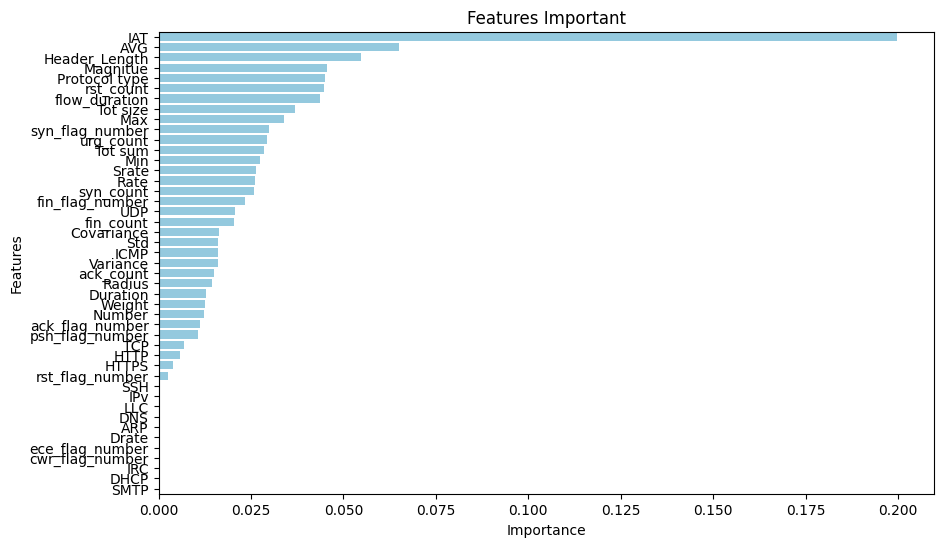 Features Important
Features
IAT
AVG
Header_Length
Magnitue
Protocol type
rst_count
flow_duration
Tot size
Max
syn_flag_number
urg_count
Tot sum
Min
Srate
Rate
syn_count
fin_flag_number
UDP
fin_count
Covariance
Std
ICMP
Variance
ack_count
Radius
Duration
Weight
Number
ack_flag_number
psh_flag_number
TCP
HTTP
HTTPS
rst_flag_number
SSH
IPv
LLC
DNS
ARP
Drate
ece_flag_number
cwr_flag_number
IRC
DHCP
SMTP
0.000 0.025 0.050 0.075 0.100 0.125 0.150 0.175 0.200
Importance